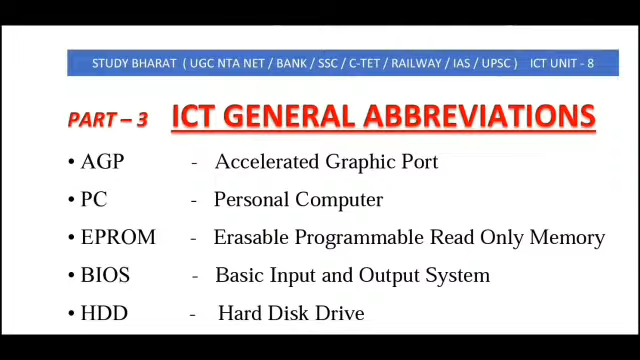 STUDY BHARAT ( UGC NTA NET / BANK / SSC / C-TET / RAILWAY / IAS / UPSC ) ICT UNIT - 8
PART – 3 ICT GENERAL ABBREVIATIONS
• AGP - Accelerated Graphic Port
• PC - Personal Computer
• EPROM - Erasable Programmable Read Only Memory
• BIOS - Basic Input and Output System
• HDD - Hard Disk Drive